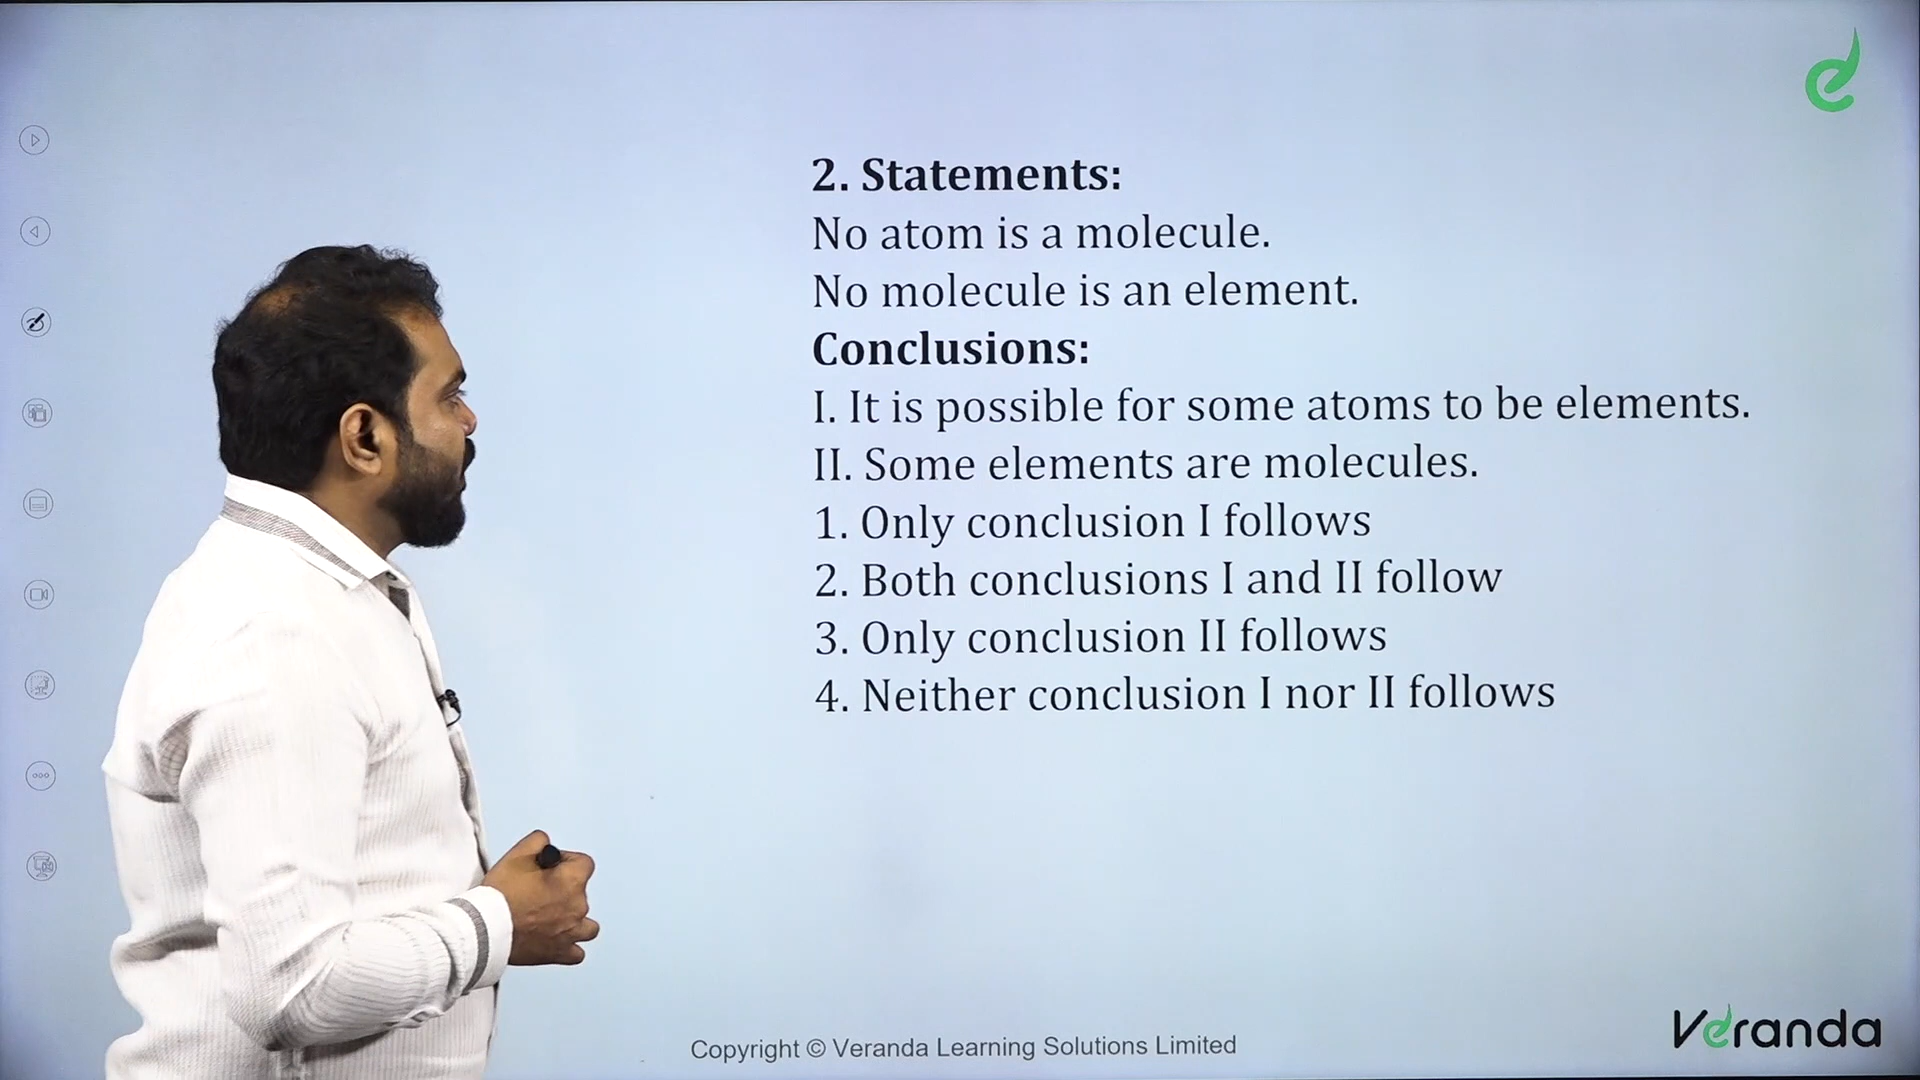 2. Statements:
No atom is a molecule.
No molecule is an element.
Conclusions:
I. It is possible for some atoms to be elements.
II. Some elements are molecules.
1. Only conclusion I follows
2. Both conclusions I and II follow
3. Only conclusion II follows
4. Neither conclusion I nor II follows
Veranda
Copyright © Veranda Learning Solutions Limited